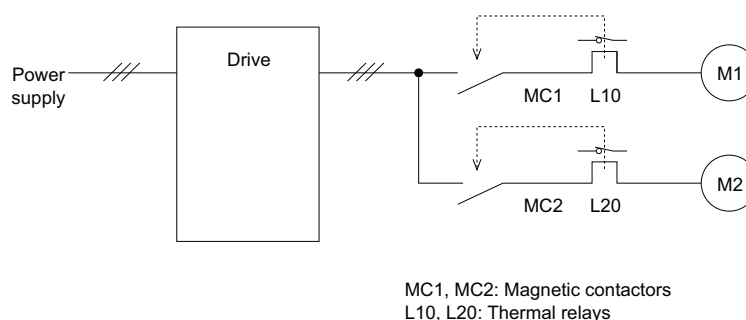 Power
supply
Drive
MC1 L10
M1
MC2 L20
M2
MC1, MC2: Magnetic contactors
L10, L20: Thermal relays